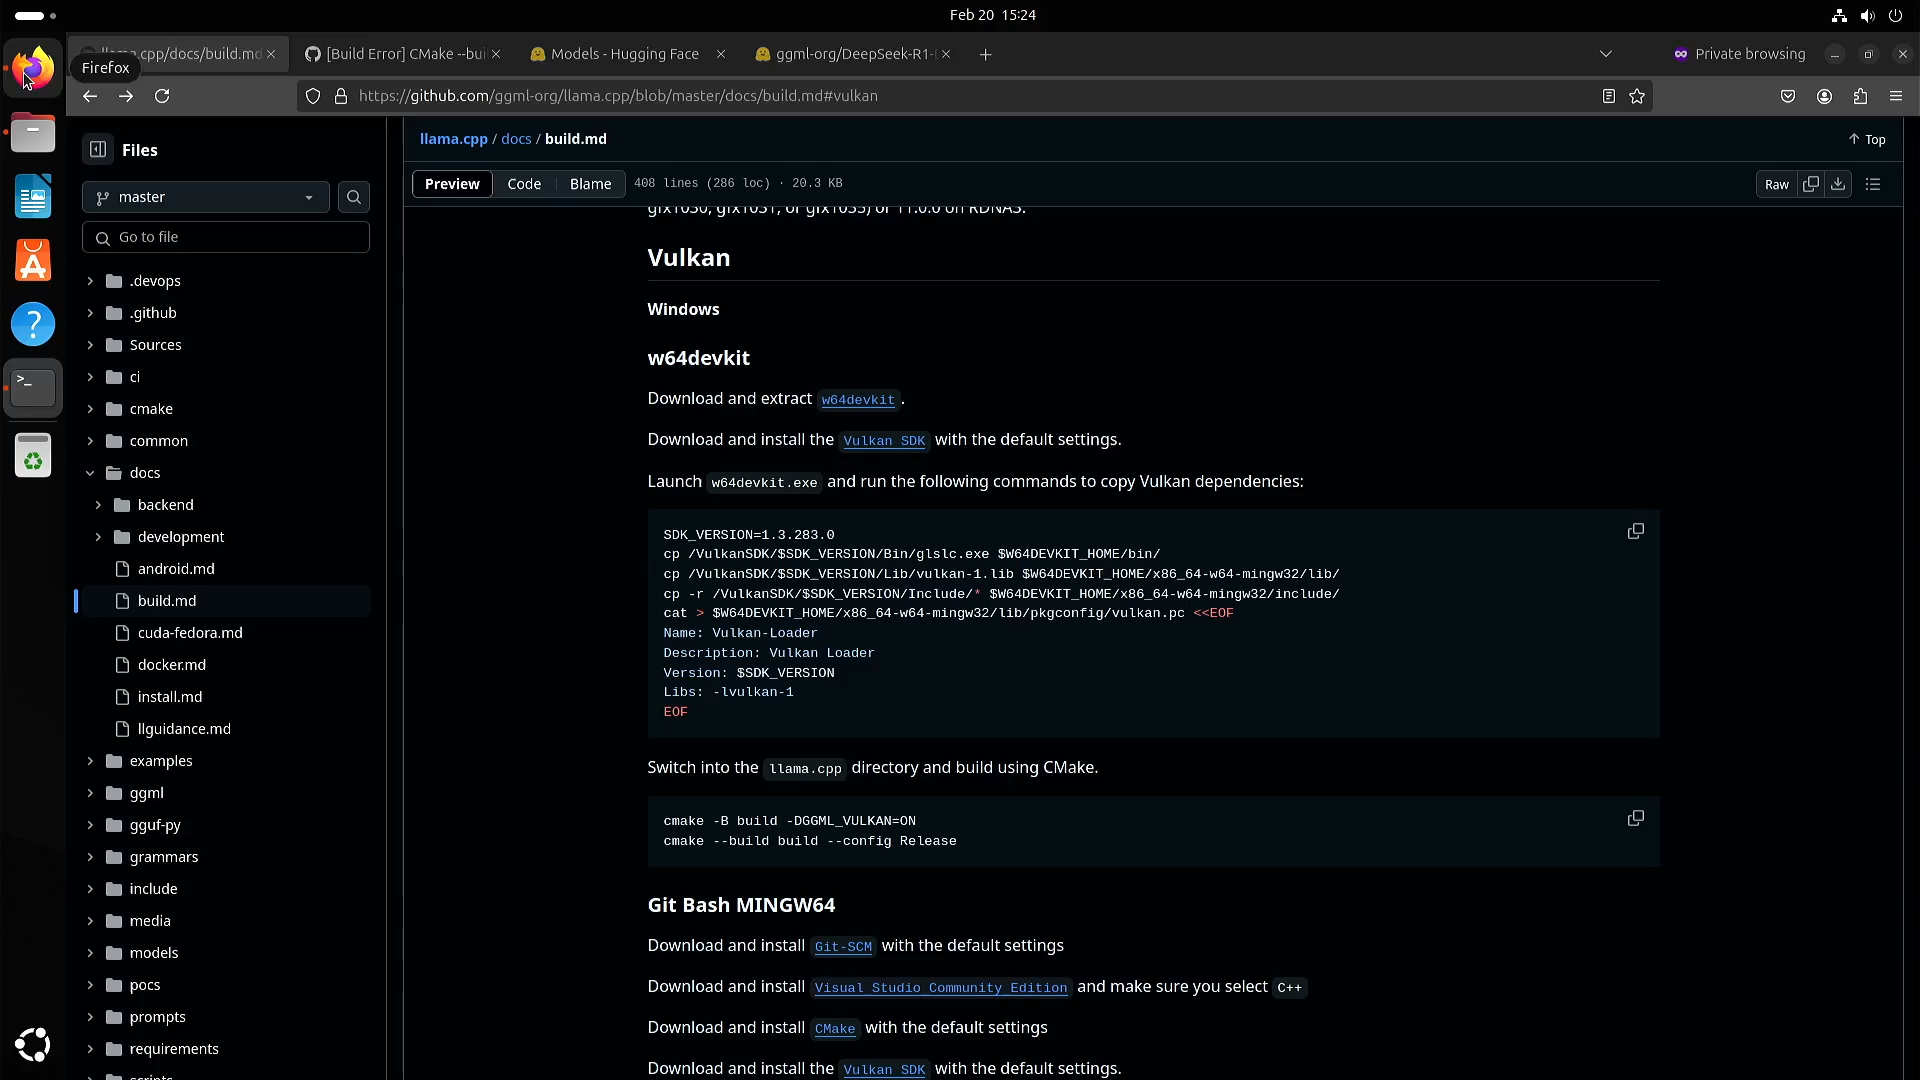 Feb 20 15:24
Firefox
llama.cpp/docs/build.md
[Build Error] CMake --bui
Models - Hugging Face
ggml-org/DeepSeek-R1-
Private browsing
https://github.com/ggml-org/llama.cpp/blob/master/docs/build.md#vulkan
Files
llama.cpp / docs / build.md
Top
master
Preview
Code
Blame
408 lines (286 loc) · 20.3 KB
Raw
Go to file
.devops
.github
Sources
ci
cmake
common
docs
backend
development
android.md
build.md
cuda-fedora.md
docker.md
install.md
llguidance.md
examples
ggml
gguf-py
grammars
include
media
models
pocs
prompts
requirements
scripts
gfx1030, gfx1031, or gfx1035) or 11.0.0 on RDNA3.
Vulkan
Windows
w64devkit
Download and extract w64devkit.
Download and install the Vulkan SDK with the default settings.
Launch w64devkit.exe and run the following commands to copy Vulkan dependencies:
SDK_VERSION=1.3.283.0
cp /VulkanSDK/$SDK_VERSION/Bin/glslc.exe $W64DEVKIT_HOME/bin/
cp /VulkanSDK/$SDK_VERSION/Lib/vulkan-1.lib $W64DEVKIT_HOME/x86_64-w64-mingw32/lib/
cp -r /VulkanSDK/$SDK_VERSION/Include/* $W64DEVKIT_HOME/x86_64-w64-mingw32/include/
cat > $W64DEVKIT_HOME/x86_64-w64-mingw32/lib/pkgconfig/vulkan.pc <<EOF
Name: Vulkan-Loader
Description: Vulkan Loader
Version: $SDK_VERSION
Libs: -lvulkan-1
EOF
Switch into the llama.cpp directory and build using CMake.
cmake -B build -DGGML_VULKAN=ON
cmake --build build --config Release
Git Bash MINGW64
Download and install Git-SCM with the default settings
Download and install Visual Studio Community Edition and make sure you select C++
Download and install CMake with the default settings
Download and install the Vulkan SDK with the default settings.